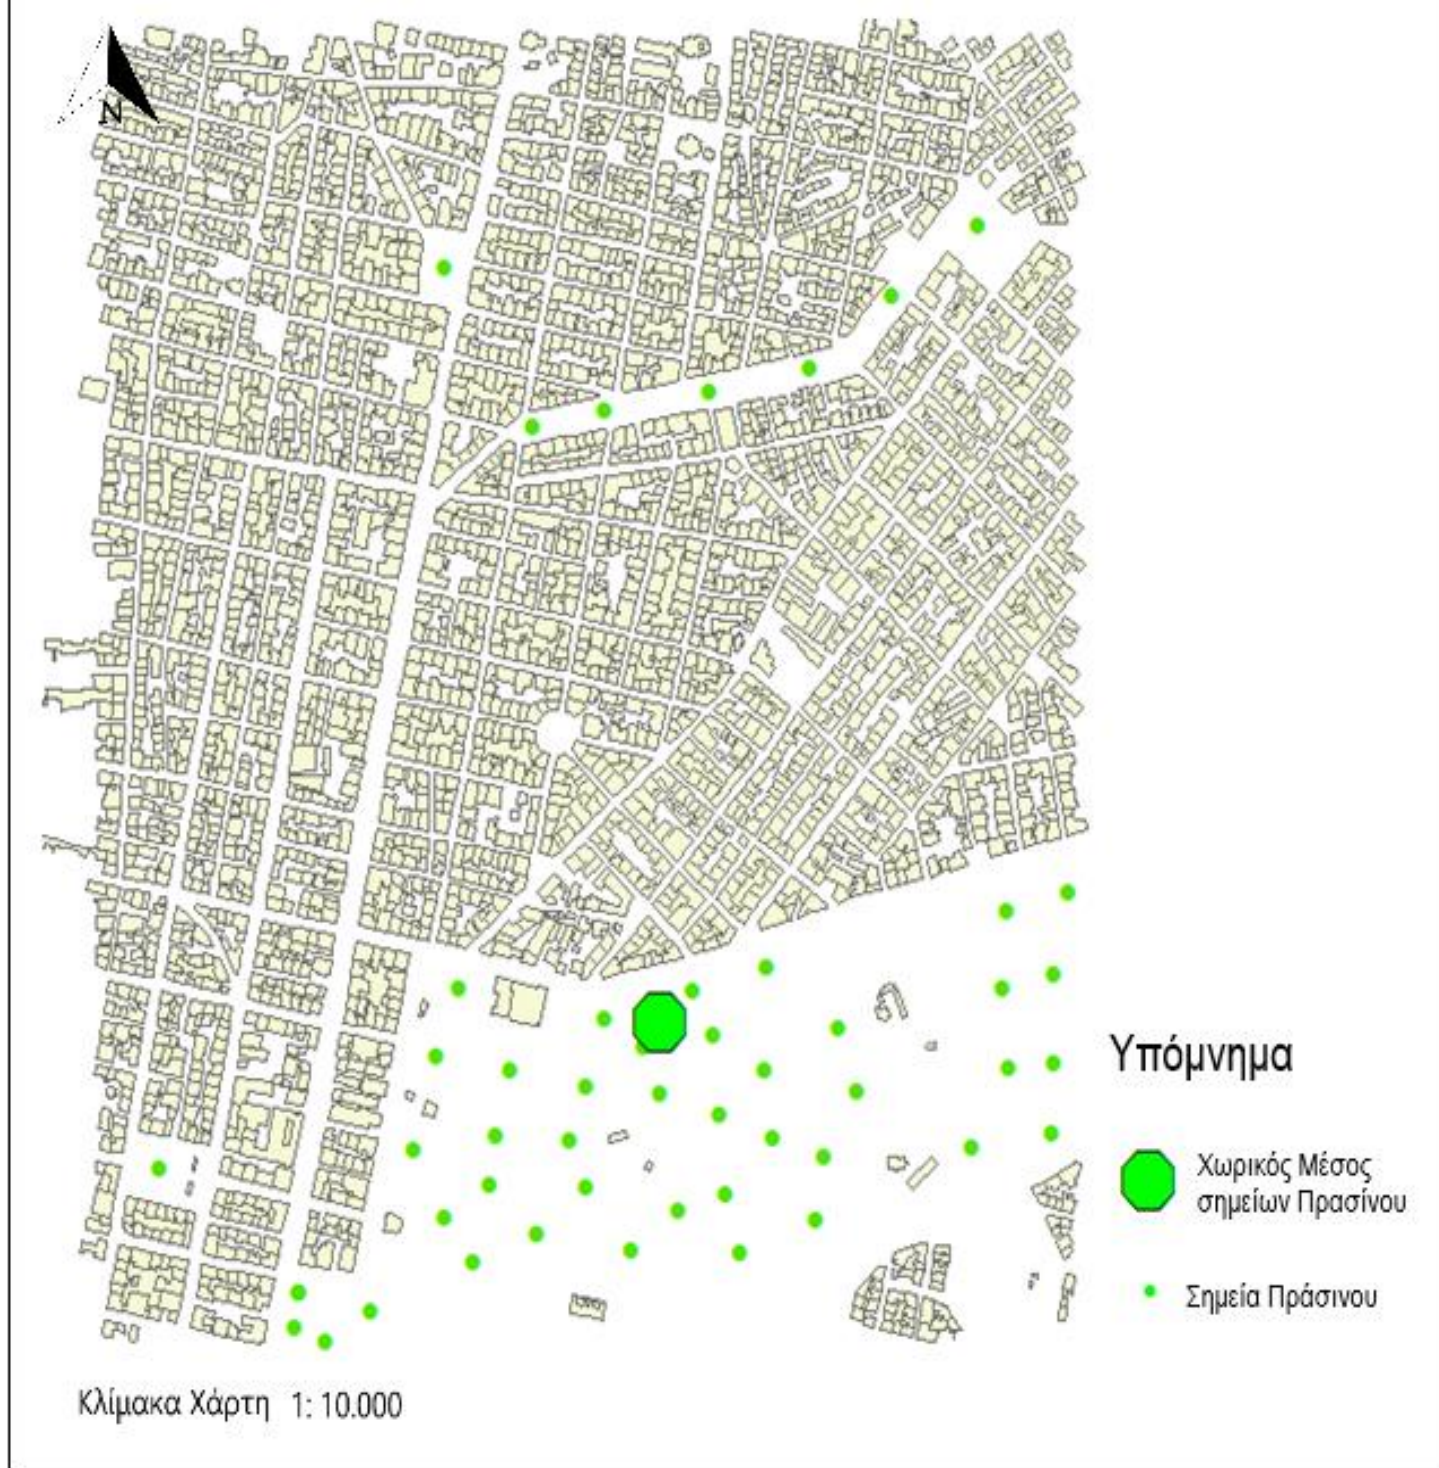 N
Υπόμνημα
Χωρικός Μέσος
σημείων Πρασίνου
Σημεία Πράσινου
Κλίμακα Χάρτη 1: 10.000